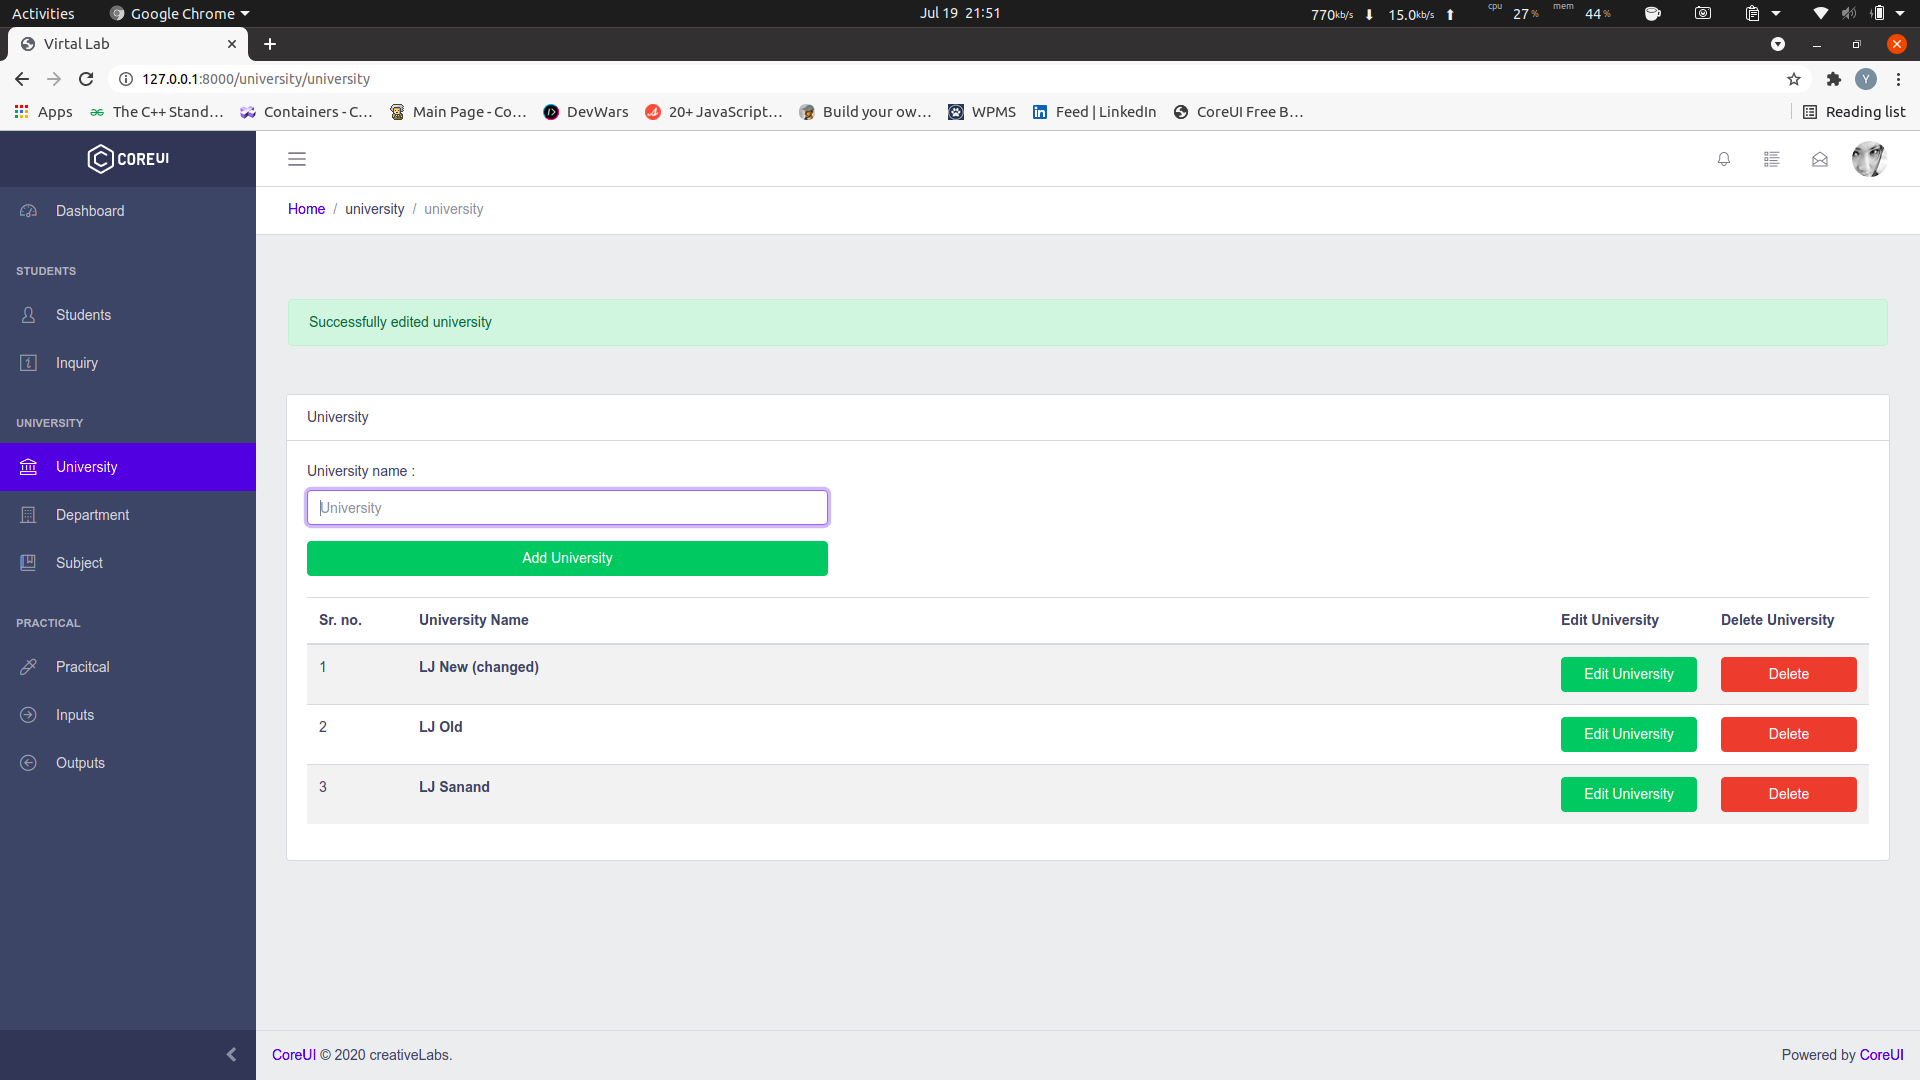 Activities Google Chrome Jul 19 21:51 770kb/s 15.0kb/s cpu 27% mem 44%
Virtal Lab
127.0.0.1:8000/university/university Y
Apps The C++ Stand... Containers - C... Main Page - Co... DevWars 20+ JavaScript... Build your ow... WPMS Feed | LinkedIn CoreUI Free B... Reading list
COREUI
Home / university / university
Dashboard
STUDENTS
Students
Inquiry
UNIVERSITY
University
Department
Subject
PRACTICAL
Pracitcal
Inputs
Outputs
Successfully edited university
University
University name :
University
Add University
Sr. no. University Name Edit University Delete University
1 LJ New (changed) Edit University Delete
2 LJ Old Edit University Delete
3 LJ Sanand Edit University Delete
CoreUI © 2020 creativeLabs. Powered by CoreUI